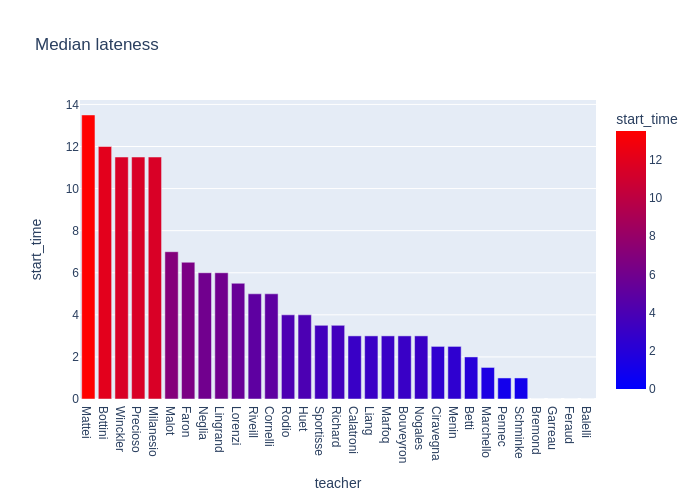 Median lateness
start_time
14
12
10
8
6
4
2
0
start_time
12
10
8
6
4
2
0
Mattei
Bottini
Winckler
Precioso
Milanesio
Malot
Faron
Neglia
Lingrand
Lorenzi
Riveill
Cornelli
Rodio
Huet
Sportisse
Richard
Calatroni
Liang
Marfoq
Bouveyron
Nogales
Ciravegna
Menin
Betti
Marchello
Pennec
Schminke
Bremond
Garreau
Feraud
Balelli
teacher